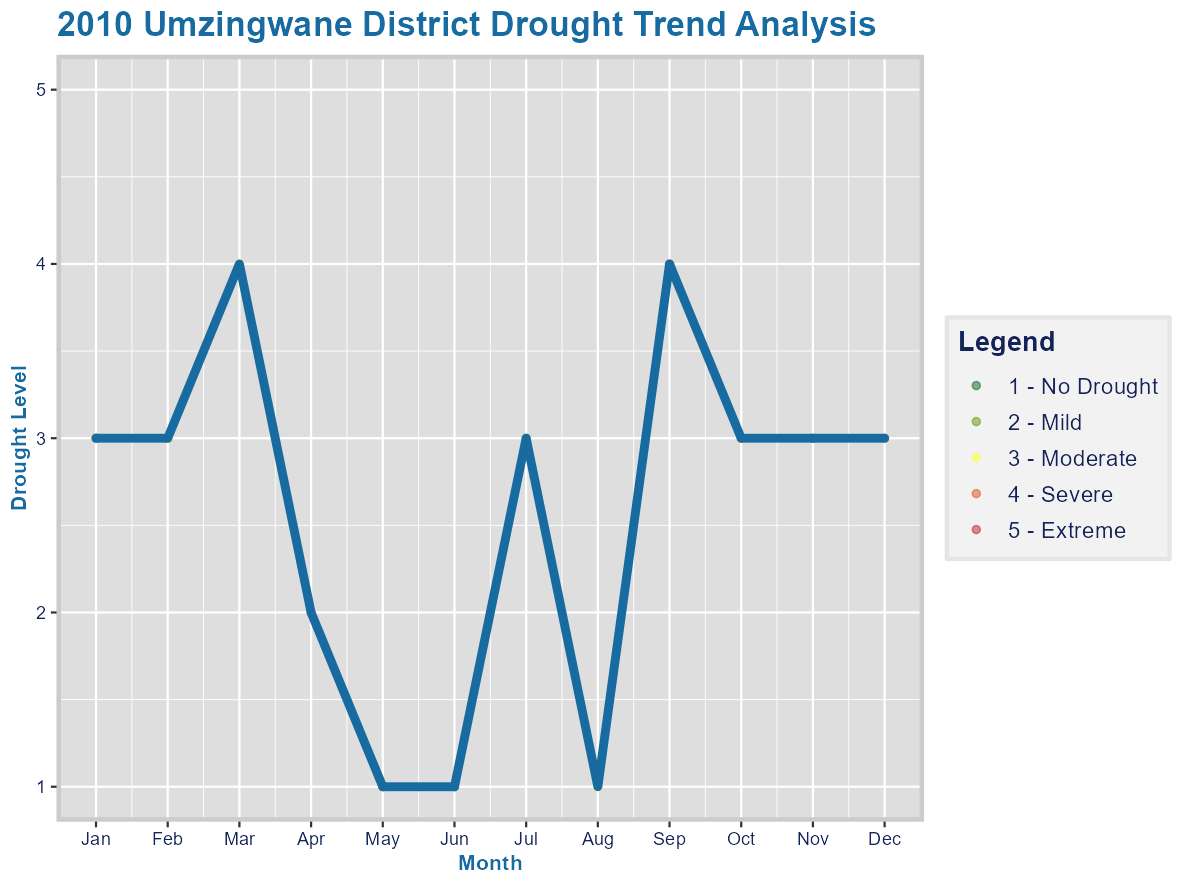 2010 Umzingwane District Drought Trend Analysis
Drought Level
5
4
3
2
1
Jan Feb Mar Apr May Jun Jul Aug Sep Oct Nov Dec
Month
Legend
1 - No Drought
2 - Mild
3 - Moderate
4 - Severe
5 - Extreme